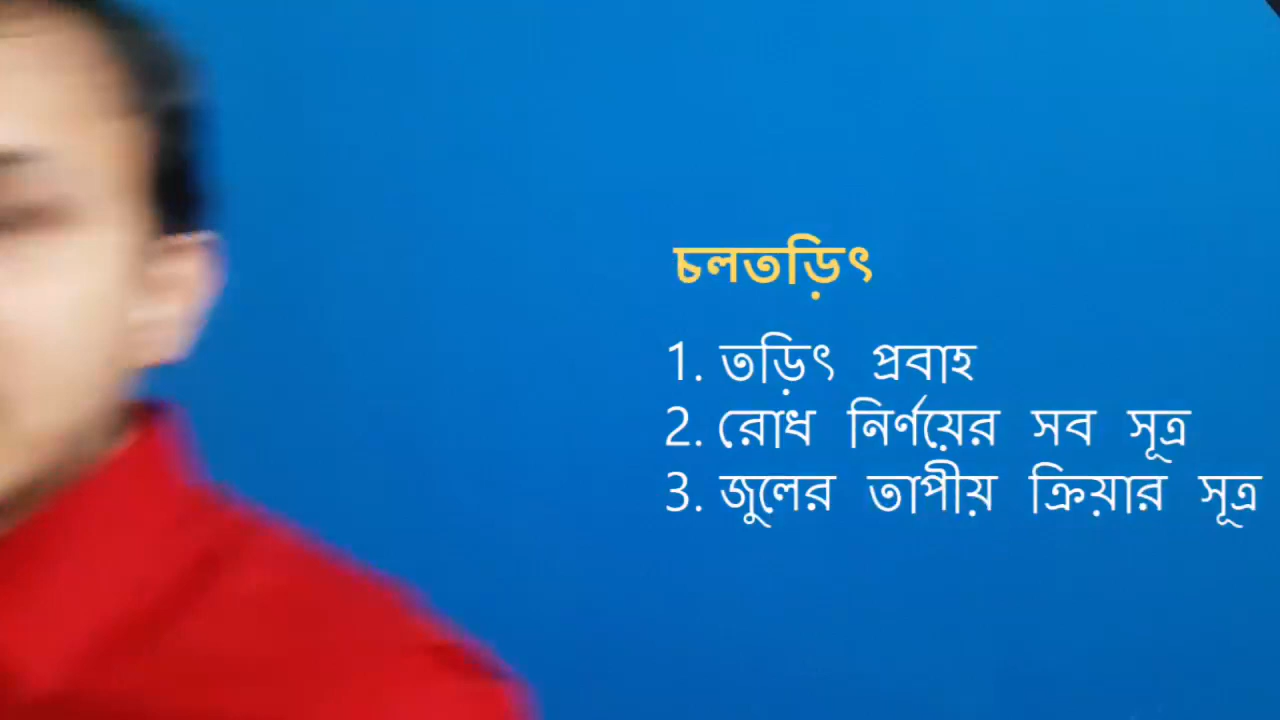 চলতড়িৎ
1. তড়িৎ প্রবাহ
2. রোধ নির্ণয়ের সব সূত্র
3. জুলের তাপীয় ক্রিয়ার সূত্র